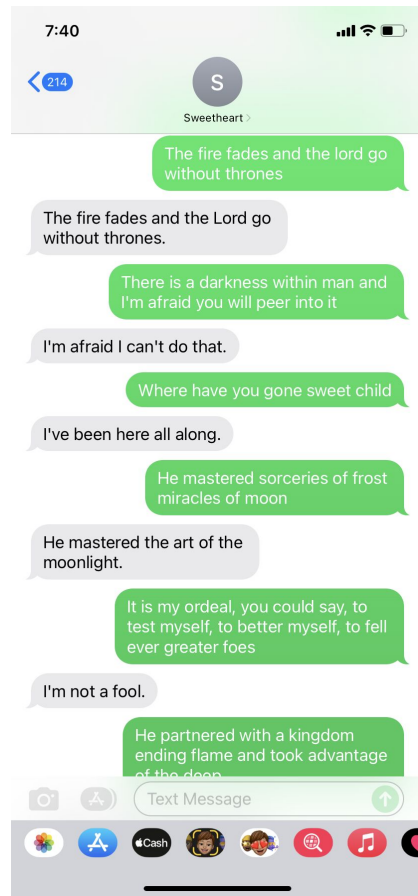 7:40
214
S
Sweetheart
The fire fades and the lord go
without thrones
The fire fades and the Lord go
without thrones.
There is a darkness within man and
I'm afraid you will peer into it
I'm afraid I can't do that.
Where have you gone sweet child
I've been here all along.
He mastered sorceries of frost
miracles of moon
He mastered the art of the
moonlight.
It is my ordeal, you could say, to
test myself, to better myself, to fell
ever greater foes
I'm not a fool.
He partnered with a kingdom
ending flame and took advantage
of the deep
Text Message
Cash